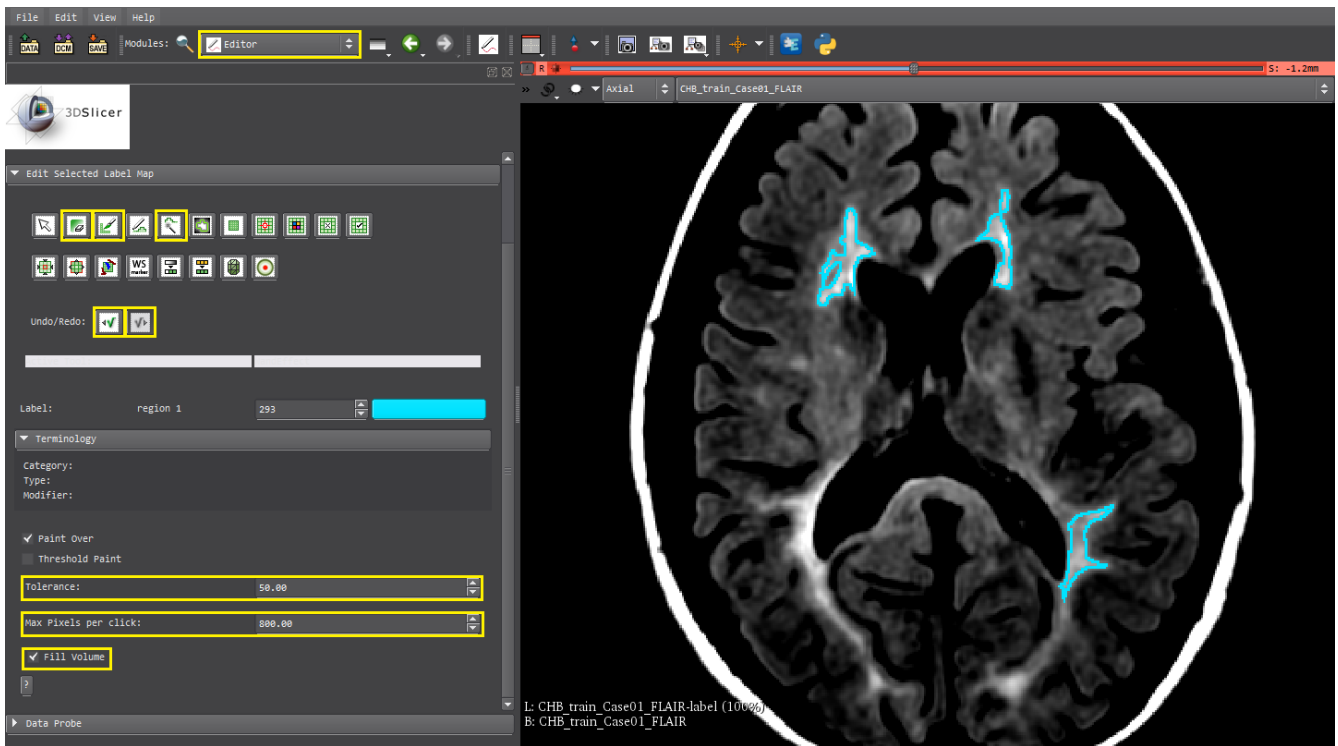 File Edit View Help
DATA DCM SAVE Modules: Editor
R S: -1.2mm
» Axial CHB_train_Case01_FLAIR
3DSlicer
Edit Selected Label Map
WS
marker
Undo/Redo:
Label: region 1 293
Terminology
Category:
Type:
Modifier:
Paint Over
Threshold Paint
Tolerance: 50.00
Max Pixels per click: 800.00
Fill Volume
?
Data Probe
L: CHB_train_Case01_FLAIR-label (100%)
B: CHB_train_Case01_FLAIR